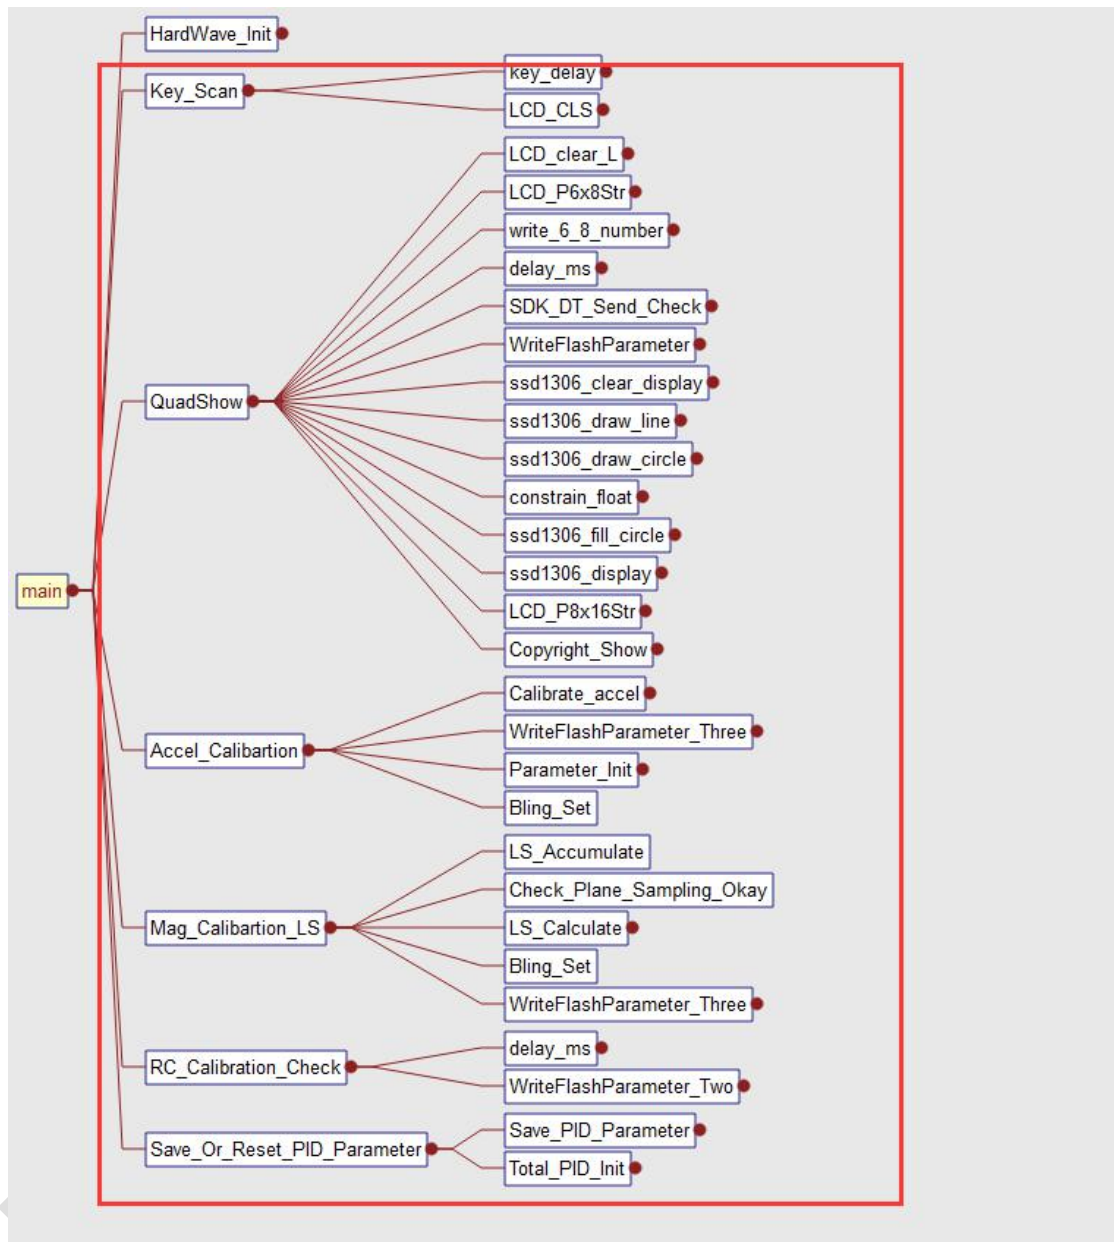 HardWave_Init
Key_Scan
key_delay
LCD_CLS
LCD_clear_L
LCD_P6x8Str
write_6_8_number
delay_ms
SDK_DT_Send_Check
WriteFlashParameter
ssd1306_clear_display
QuadShow
ssd1306_draw_line
ssd1306_draw_circle
constrain_float
ssd1306_fill_circle
ssd1306_display
main
LCD_P8x16Str
Copyright_Show
Calibrate_accel
WriteFlashParameter_Three
Accel_Calibartion
Parameter_Init
Bling_Set
LS_Accumulate
Check_Plane_Sampling_Okay
Mag_Calibartion_LS
LS_Calculate
Bling_Set
WriteFlashParameter_Three
delay_ms
RC_Calibration_Check
WriteFlashParameter_Two
Save_PID_Parameter
Save_Or_Reset_PID_Parameter
Total_PID_Init